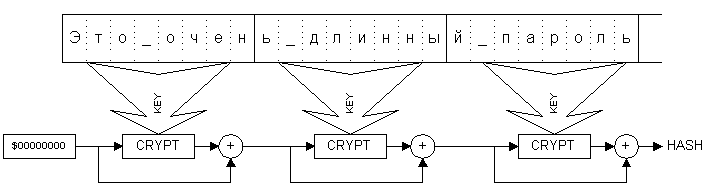 Это_очень_длинный_пароль
KEY KEY KEY
$00000000 CRYPT + CRYPT + CRYPT + HASH